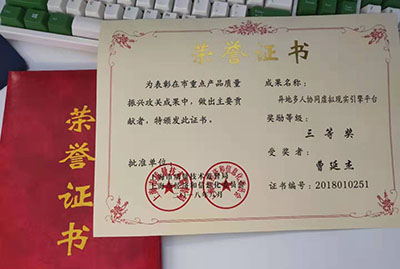 荣誉证书
荣誉证书
为表彰在市重点产品质量
振兴攻关成果中，做出主要贡
献者，特颁发此证书。
批准单位：
成果名称：
异地多人协同虚拟现实引擎平台
奖励等级：
三等奖
受奖者：
曹延杰
证书编号：2018010251